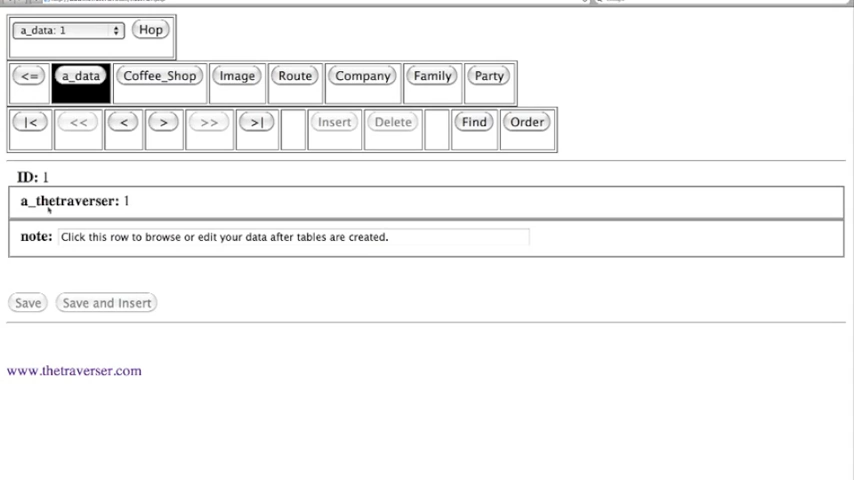 a_data: 1 Hop
<= a_data Coffee_Shop Image Route Company Family Party
|< << < > >> >| Insert Delete Find Order
ID: 1
a_thetraverser: 1
note: Click this row to browse or edit your data after tables are created.
Save Save and Insert
www.thetraverser.com